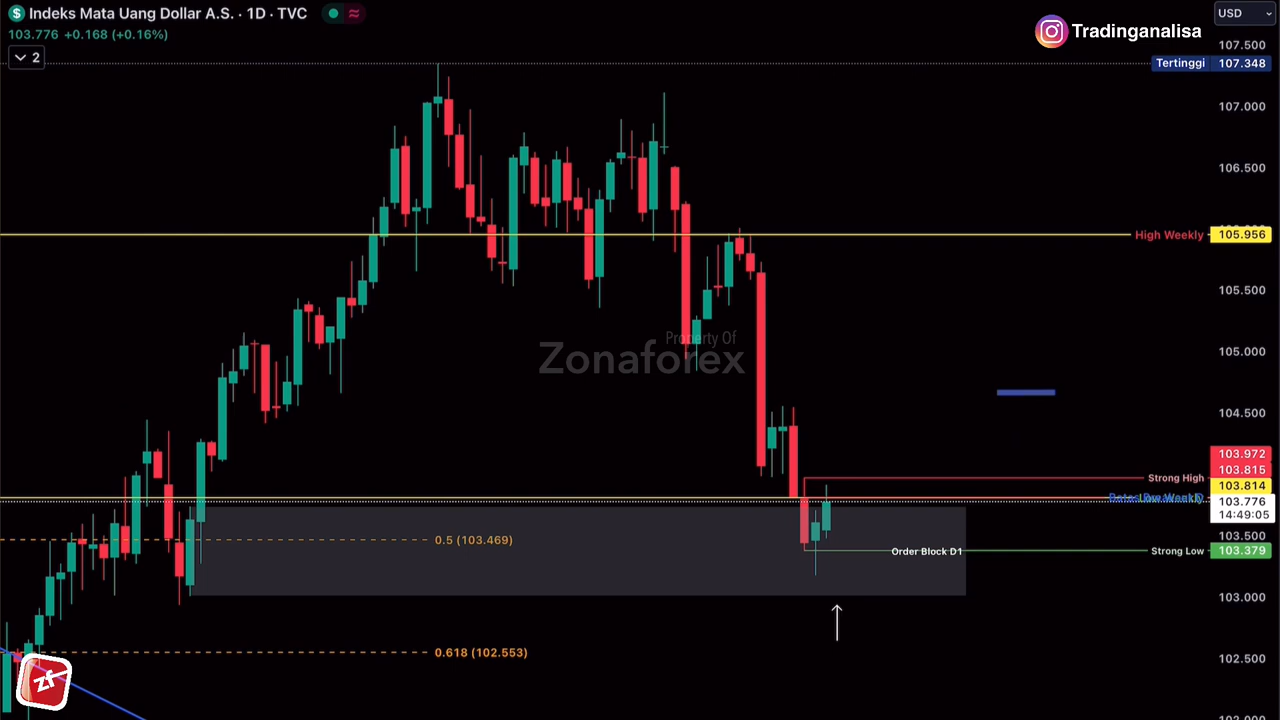 Indeks Mata Uang Dollar A.S. · 1D · TVC
103.776 +0.168 (+0.16%)
2
USD
Tradinganalisa
107.500
Tertinggi 107.348
107.000
106.500
High Weekly 105.956
105.500
Property Of
Zonaforex
105.000
104.500
103.972
103.815
Strong High
103.814
103.776
14:49:05
103.500
0.5 (103.469)
Order Block D1
Strong Low 103.379
103.000
0.618 (102.553)
102.500
zf
102.000